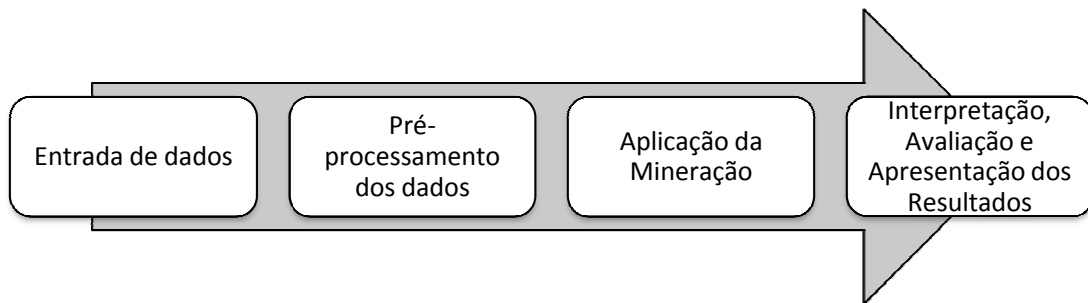 Entrada de dados
Pré-
processamento
dos dados
Aplicação da
Mineração
Interpretação,
Avaliação e
Apresentação dos
Resultados